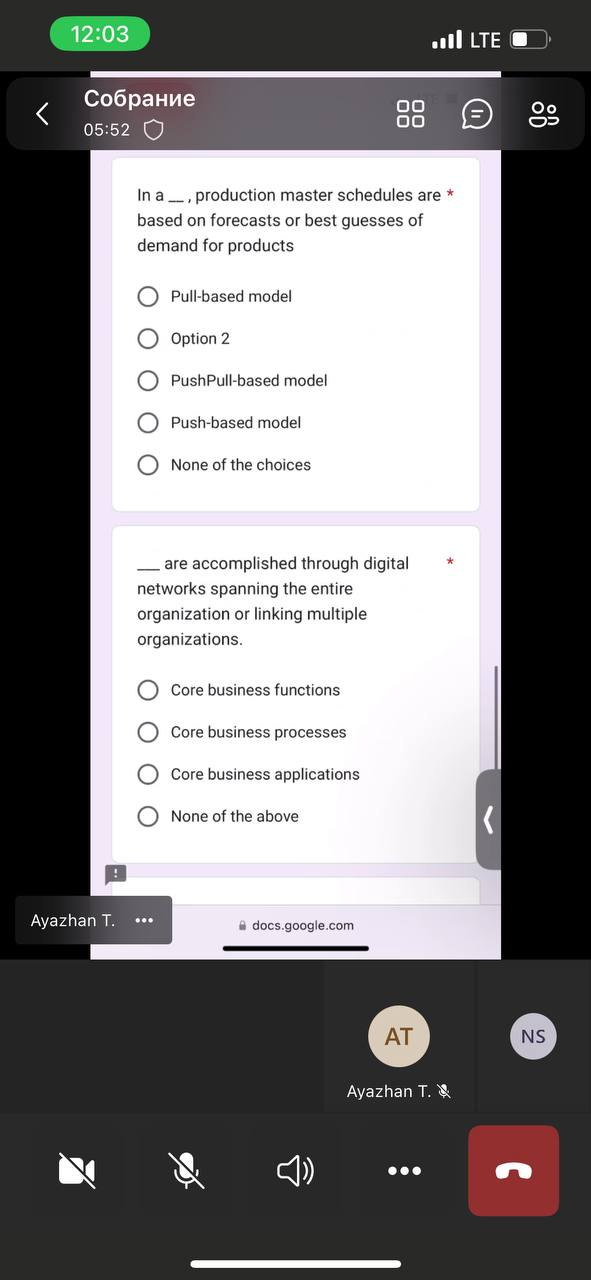 12:03
LTE
Собрание
05:52
In a __ , production master schedules are *
based on forecasts or best guesses of
demand for products
Pull-based model
Option 2
PushPull-based model
Push-based model
None of the choices
___ are accomplished through digital *
networks spanning the entire
organization or linking multiple
organizations.
Core business functions
Core business processes
Core business applications
None of the above
Ayazhan T.
docs.google.com
AT
NS
Ayazhan T.